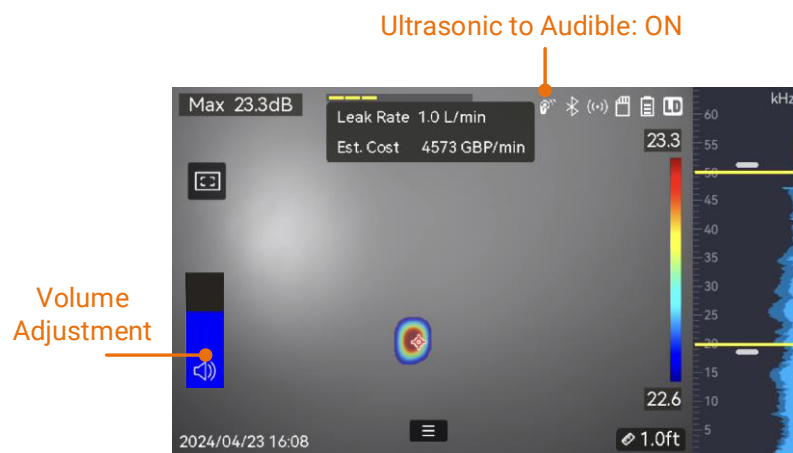 Ultrasonic to Audible: ON
Max 23.3dB
Leak Rate 1.0 L/min
Est. Cost 4573 GBP/min
LD
kHz
23.3
60
55
50
45
40
35
30
25
20
15
10
5
Volume
Adjustment
22.6
2024/04/23 16:08
1.0ft